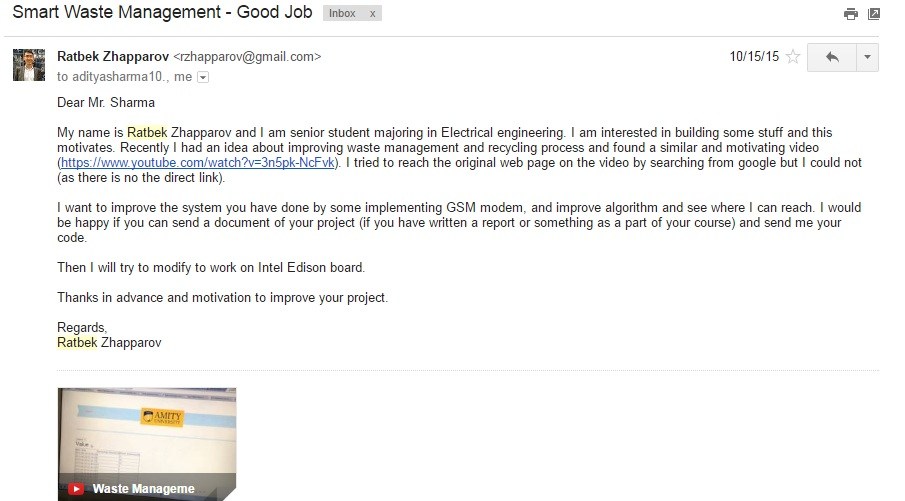 Smart Waste Management - Good Job Inbox x
Ratbek Zhapparov <rzhapparov@gmail.com> 10/15/15
to adityasharma10., me
Dear Mr. Sharma
My name is Ratbek Zhapparov and I am senior student majoring in Electrical engineering. I am interested in building some stuff and this
motivates. Recently I had an idea about improving waste management and recycling process and found a similar and motivating video
(https://www.youtube.com/watch?v=3n5pk-NcFvk). I tried to reach the original web page on the video by searching from google but I could not
(as there is no the direct link).
I want to improve the system you have done by some implementing GSM modem, and improve algorithm and see where I can reach. I would
be happy if you can send a document of your project (if you have written a report or something as a part of your course) and send me your
code.
Then I will try to modify to work on Intel Edison board.
Thanks in advance and motivation to improve your project.
Regards,
Ratbek Zhapparov
AMITY
UNIVERSITY
Value
Waste Manageme